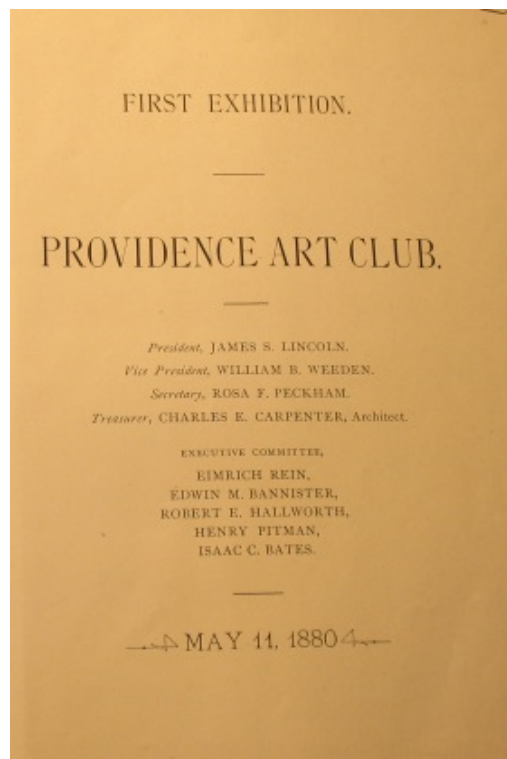 FIRST EXHIBITION.
PROVIDENCE ART CLUB.
President, JAMES S. LINCOLN.
Vice President, WILLIAM B. WEEDEN.
Secretary, ROSA F. PECKHAM.
Treasurer, CHARLES E. CARPENTER, Architect.
EXECUTIVE COMMITTEE,
EIMRICH REIN,
EDWIN M. BANNISTER,
ROBERT E. HALLWORTH,
HENRY PITMAN,
ISAAC C. BATES.
MAY 11, 1880